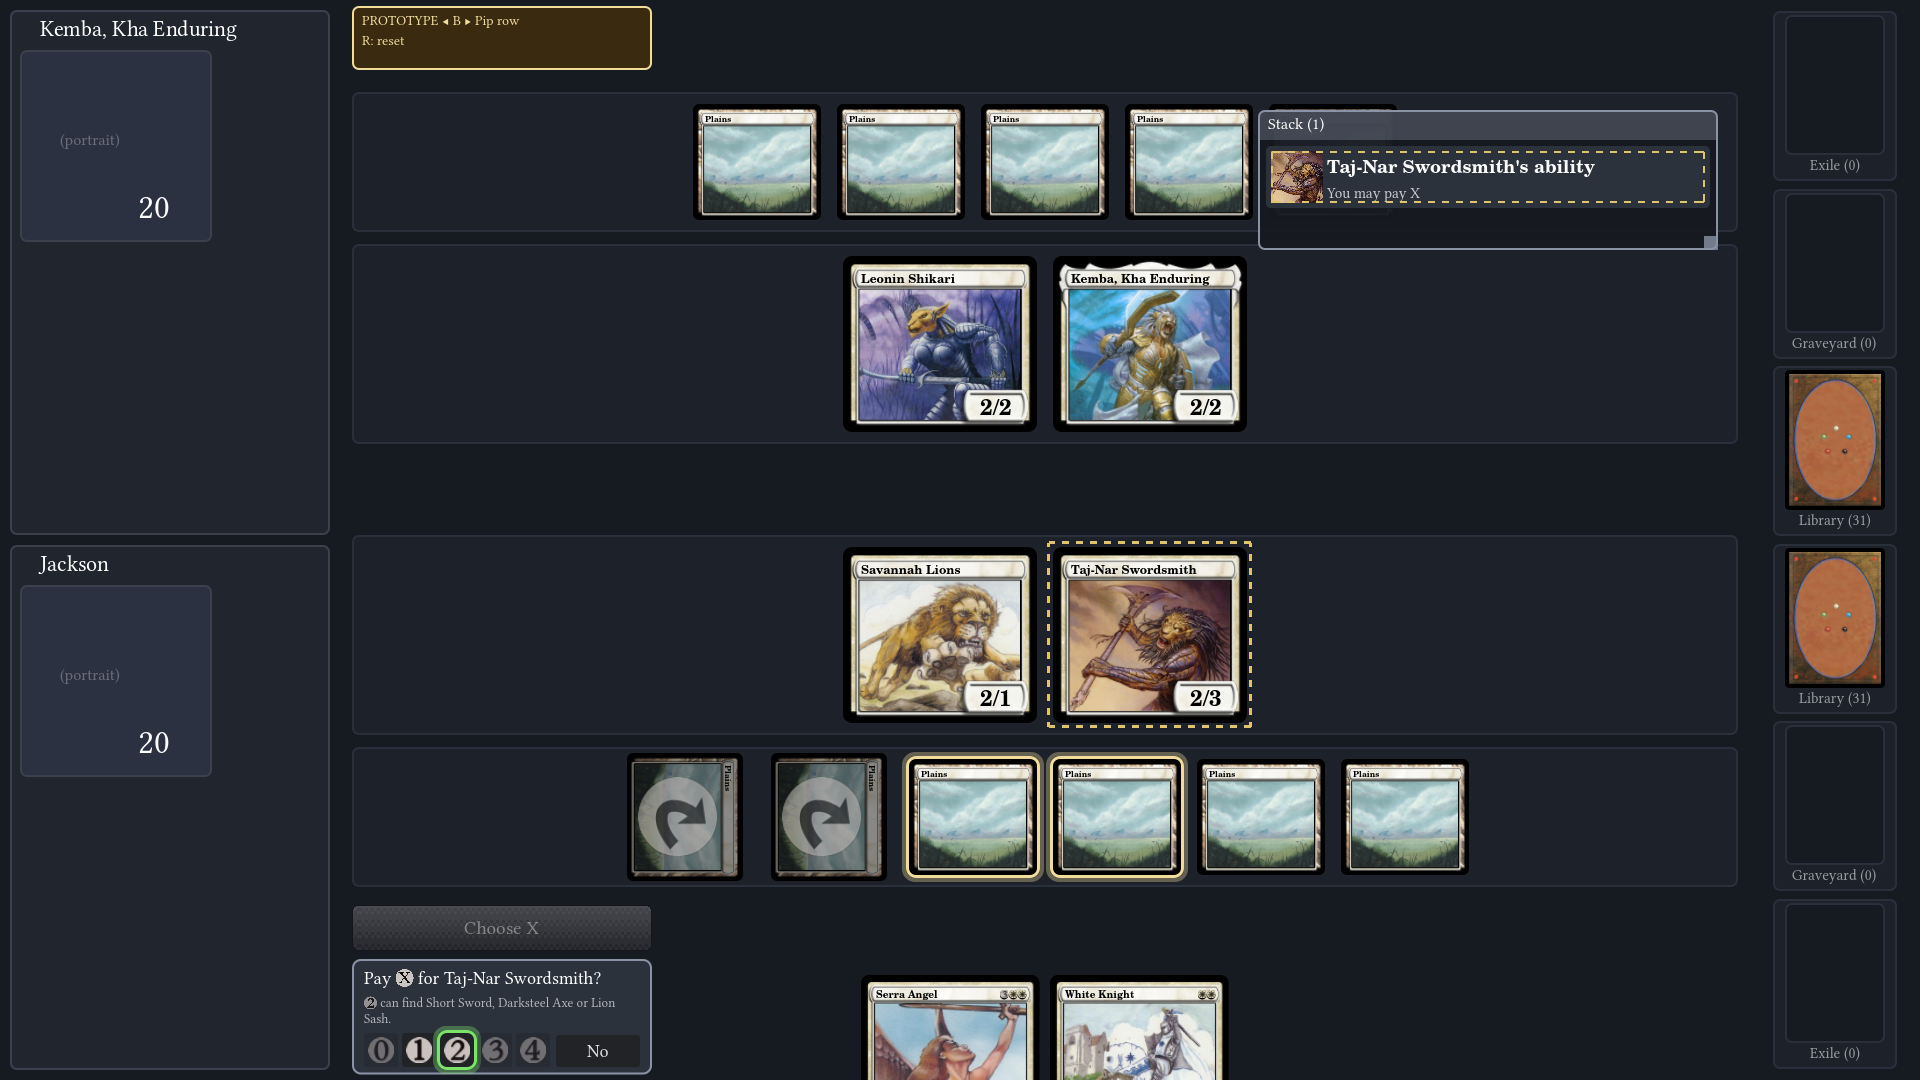 Kemba, Kha Enduring
(portrait)
20
PROTOTYPE ◂ B ▸ Pip row
R: reset
Plains
Plains
Plains
Plains
Stack (1)
Taj-Nar Swordsmith's ability
You may pay X
Leonin Shikari
2/2
Kemba, Kha Enduring
2/2
Exile (0)
Graveyard (0)
Library (31)
Jackson
(portrait)
20
Savannah Lions
2/1
Taj-Nar Swordsmith
2/3
Plains
Plains
Plains
Plains
Plains
Plains
Library (31)
Graveyard (0)
Exile (0)
Choose X
Pay X for Taj-Nar Swordsmith?
2 can find Short Sword, Darksteel Axe or Lion
Sash.
0 1 2 3 4 No
Serra Angel 3
White Knight